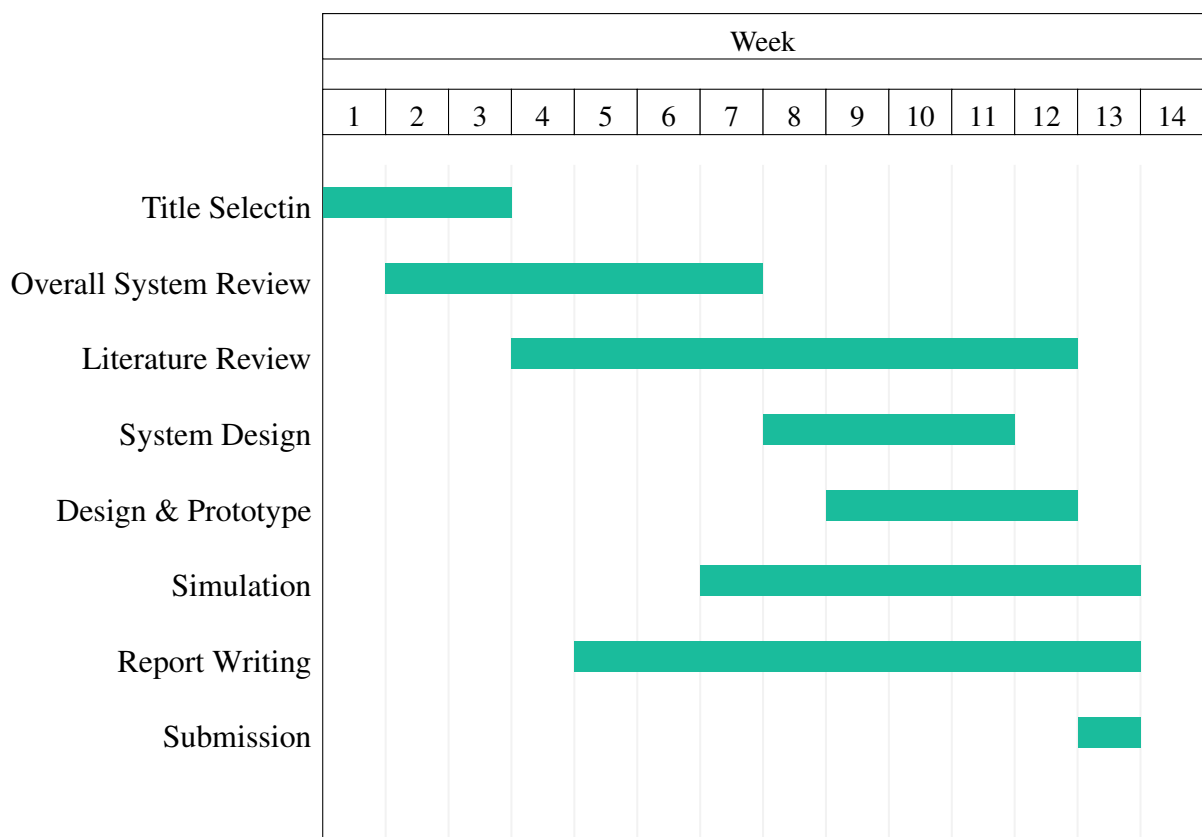 Week
1 2 3 4 5 6 7 8 9 10 11 12 13 14
Title Selectin
Overall System Review
Literature Review
System Design
Design & Prototype
Simulation
Report Writing
Submission